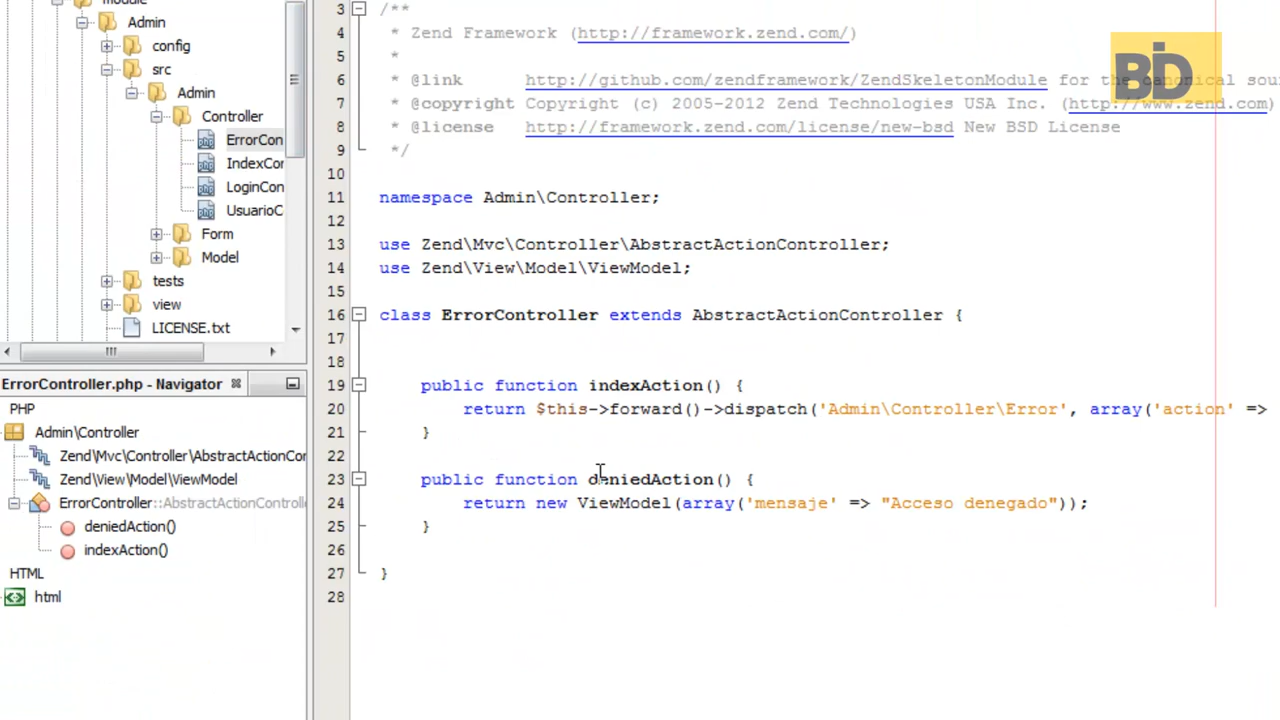 module
Admin
config
src
Admin
Controller
ErrorCon
IndexCo
LoginCon
UsuarioC
Form
Model
tests
view
LICENSE.txt
ErrorController.php - Navigator
PHP
Admin\Controller
Zend\Mvc\Controller\AbstractActionCor
Zend\View\Model\ViewModel
ErrorController::AbstractActionControlle
deniedAction()
indexAction()
HTML
html
3 /**
4 * Zend Framework (http://framework.zend.com/)
5 *
6 * @link http://github.com/zendframework/ZendSkeletonModule for the canonical sou
7 * @copyright Copyright (c) 2005-2012 Zend Technologies USA Inc. (http://www.zend.com)
8 * @license http://framework.zend.com/license/new-bsd New BSD License
9 */
10
11 namespace Admin\Controller;
12
13 use Zend\Mvc\Controller\AbstractActionController;
14 use Zend\View\Model\ViewModel;
15
16 class ErrorController extends AbstractActionController {
17
18
19 public function indexAction() {
20 return $this->forward()->dispatch('Admin\Controller\Error', array('action' =>
21 }
22
23 public function deniedAction() {
24 return new ViewModel(array('mensaje' => "Acceso denegado"));
25 }
26
27 }
28
BiD